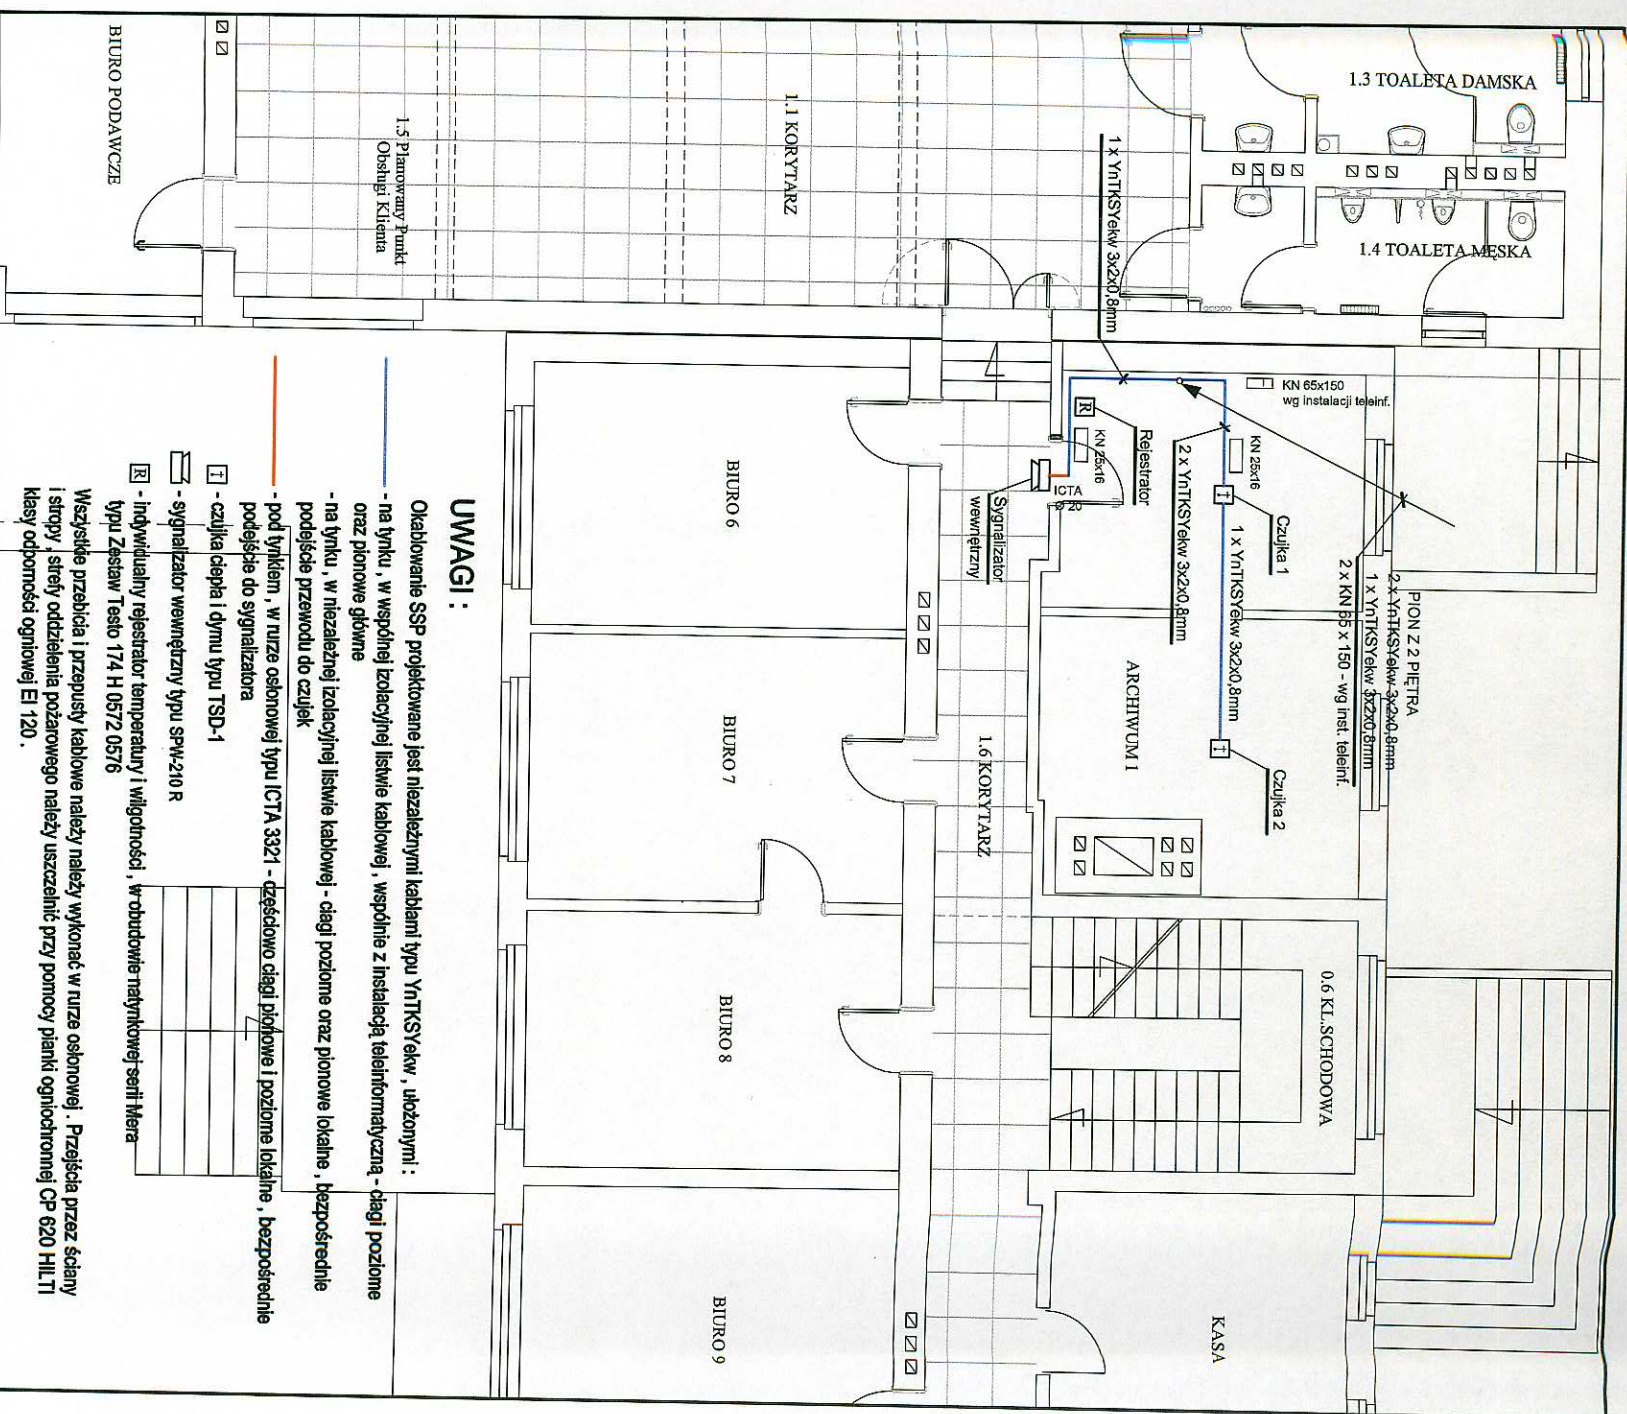 1.3 TOALETA DAMSKA
1.4 TOALETA MĘSKA
1.1 KORYTARZ
1.5 Planowany Punkt
Obsługi Klienta
BIURO PODAWCZE
1 x YnTKSYekw 3x2x0,8mm
KN 65x150
wg instalacji teleinf.
KN 25x16
2 x YnTKSYekw 3x2x0,8mm
Rejestrator
R
KN 25x16
ICTA
Ø 20
Sygnalizator
wewnętrzny
Czujka 1
1 x YnTKSYekw 3x2x0,8mm
Czujka 2
PION Z 2 PIĘTRA
2 x YnTKSYekw 3x2x0,8mm
1 x YnTKSYekw 3x2x0,8mm
2 x KN 65 x 150 - wg inst. teleinf.
ARCHIWUM 1
1.6 KORYTARZ
0.6 KL.SCHODOWA
KASA
BIURO 6
BIURO 7
BIURO 8
BIURO 9
UWAGI :
Okablowanie SSP projektowane jest niezależnymi kablami typu YnTKSYekw , ułożonymi :
- na tynku , w wspólnej izolacyjnej listwie kablowej , wspólnie z instalacją teleinformatyczną - ciągi poziome
oraz pionowe główne
- na tynku , w niezależnej izolacyjnej listwie kablowej - ciągi poziome oraz pionowe lokalne , bezpośrednie
podejście przewodu do czujek
- pod tynkiem , w rurze osłonowej typu ICTA 3321 - częściowo ciągi pionowe i poziome lokalne , bezpośrednie
podejście do sygnalizatora
- czujka ciepła i dymu typu TSD-1
- sygnalizator wewnętrzny typu SPW-210 R
R - indywidualny rejestrator temperatury i wilgotności , w obudowie natynkowej serii Mera
typu Zestaw Testo 174 H 0572 0576
Wszystkie przebicia i przepusty kablowe należy należy wykonać w rurze osłonowej . Przejścia przez ściany
i stropy , strefy oddzielenia pożarowego należy uszczelnić przy pomocy pianki ogniochronnej CP 620 HILTI
klasy odporności ogniowej EI 120 .